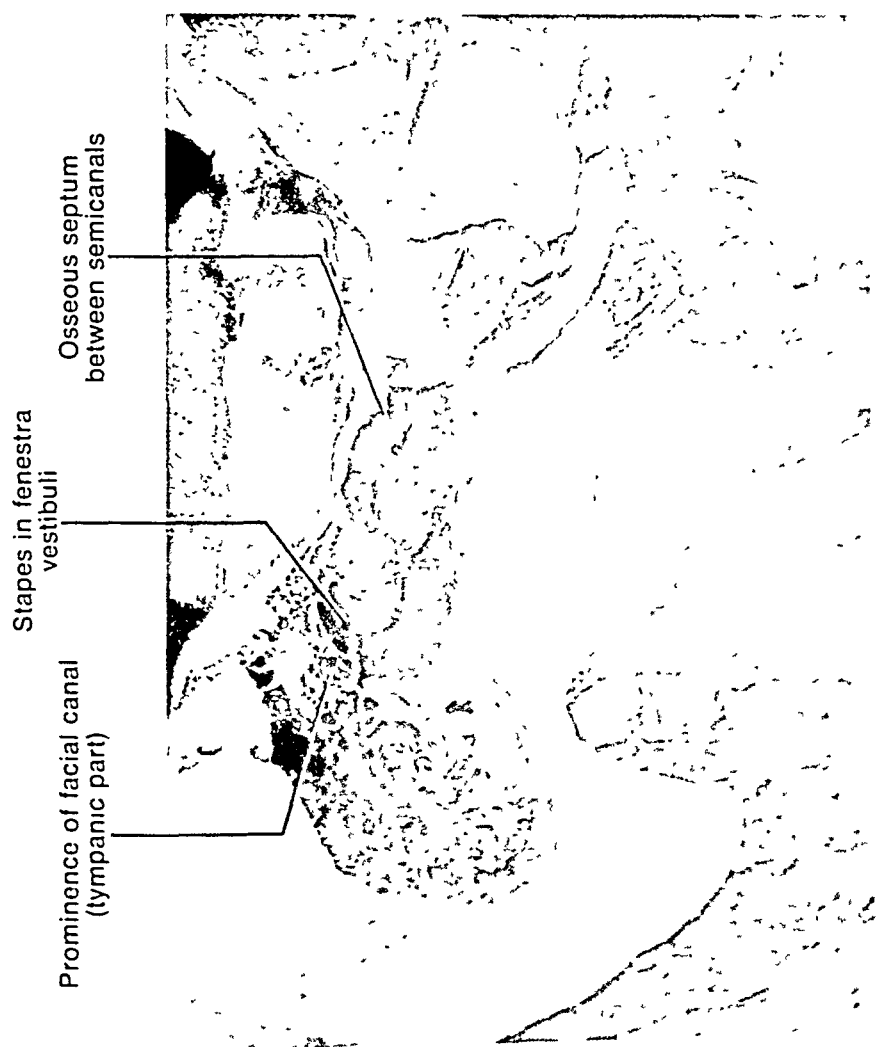 Prominence of facial canal
(tympanic part)
Stapes in fenestra
vestibuli
Osseous septum
between semicanals